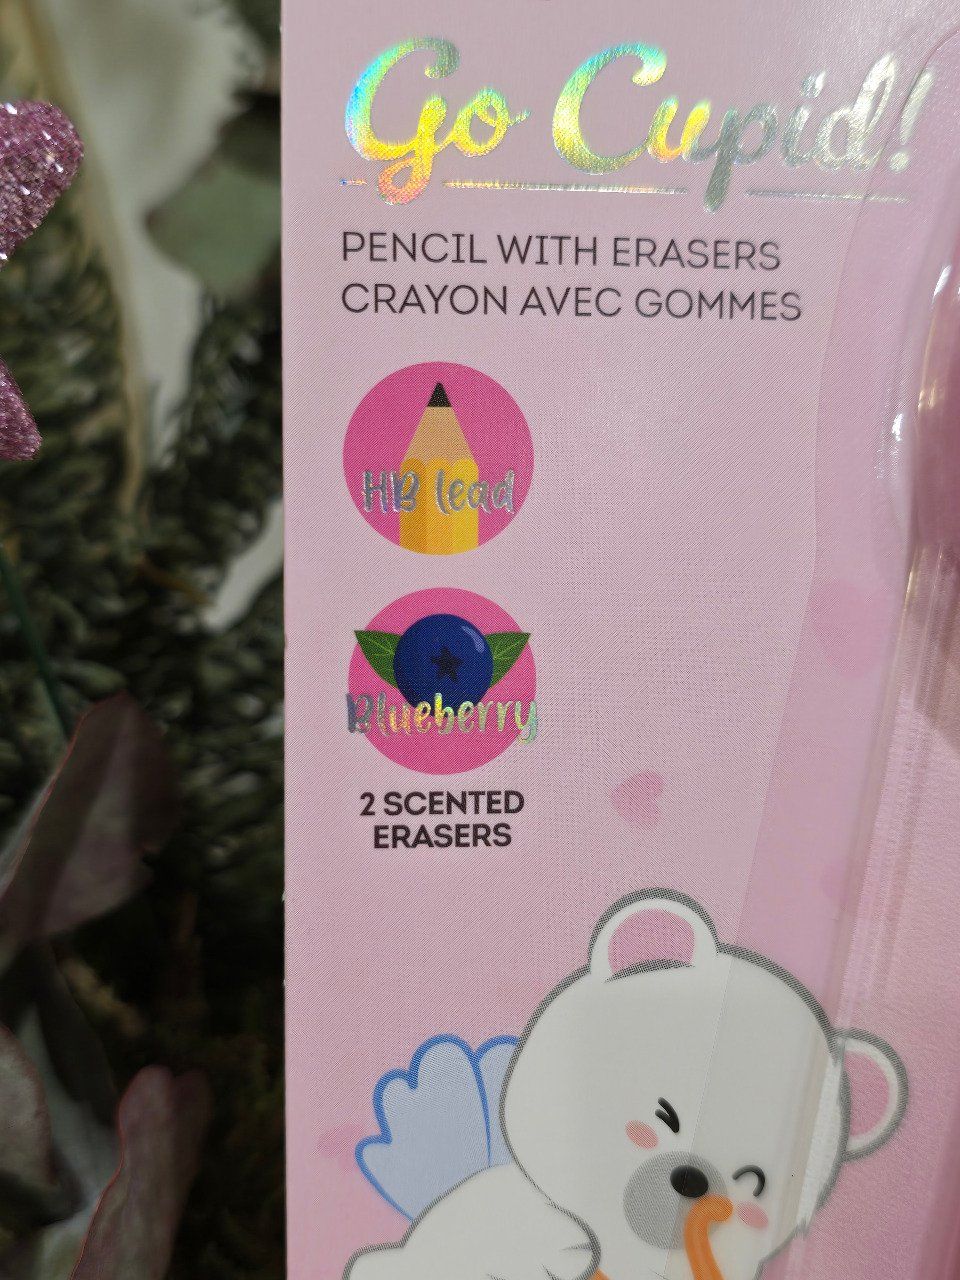 Go Cupid!
PENCIL WITH ERASERS
CRAYON AVEC GOMMES
HB lead
Blueberry
2 SCENTED
ERASERS